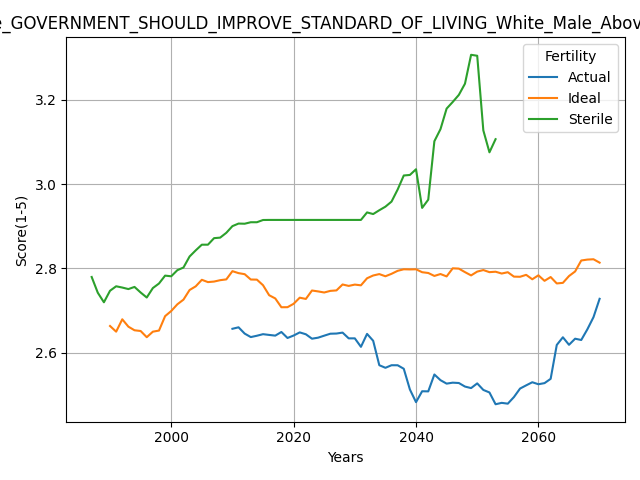 GOVERNMENT_SHOULD_IMPROVE_STANDARD_OF_LIVING_White_Male_Abov
Fertility
Actual
Ideal
Sterile
3.2
3.0
2.8
2.6
Score(1-5)
2000
2020
2040
2060
Years